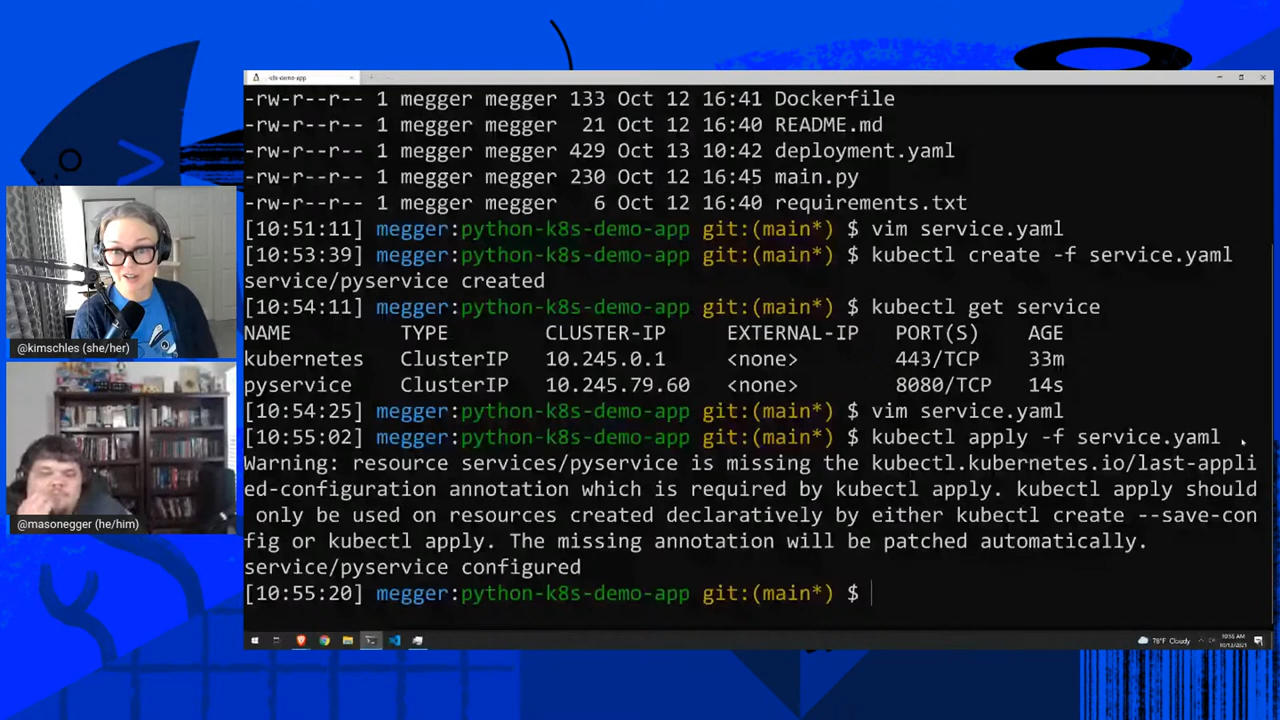 -k8s-demo-app
-rw-r--r-- 1 megger megger 133 Oct 12 16:41 Dockerfile
-rw-r--r-- 1 megger megger  21 Oct 12 16:40 README.md
-rw-r--r-- 1 megger megger 429 Oct 13 10:42 deployment.yaml
-rw-r--r-- 1 megger megger 230 Oct 12 16:45 main.py
-rw-r--r-- 1 megger megger   6 Oct 12 16:40 requirements.txt
[10:51:11] megger:python-k8s-demo-app git:(main*) $ vim service.yaml
[10:53:39] megger:python-k8s-demo-app git:(main*) $ kubectl create -f service.yaml
service/pyservice created
[10:54:11] megger:python-k8s-demo-app git:(main*) $ kubectl get service
NAME         TYPE        CLUSTER-IP     EXTERNAL-IP   PORT(S)    AGE
kubernetes   ClusterIP   10.245.0.1     <none>        443/TCP    33m
pyservice    ClusterIP   10.245.79.60   <none>        8080/TCP   14s
[10:54:25] megger:python-k8s-demo-app git:(main*) $ vim service.yaml
[10:55:02] megger:python-k8s-demo-app git:(main*) $ kubectl apply -f service.yaml
Warning: resource services/pyservice is missing the kubectl.kubernetes.io/last-appli
ed-configuration annotation which is required by kubectl apply. kubectl apply should
 only be used on resources created declaratively by either kubectl create --save-con
fig or kubectl apply. The missing annotation will be patched automatically.
service/pyservice configured
[10:55:20] megger:python-k8s-demo-app git:(main*) $
@kimschles (she/her)
@masonegger (he/him)
78°F Cloudy
10:55 AM
10/13/2021